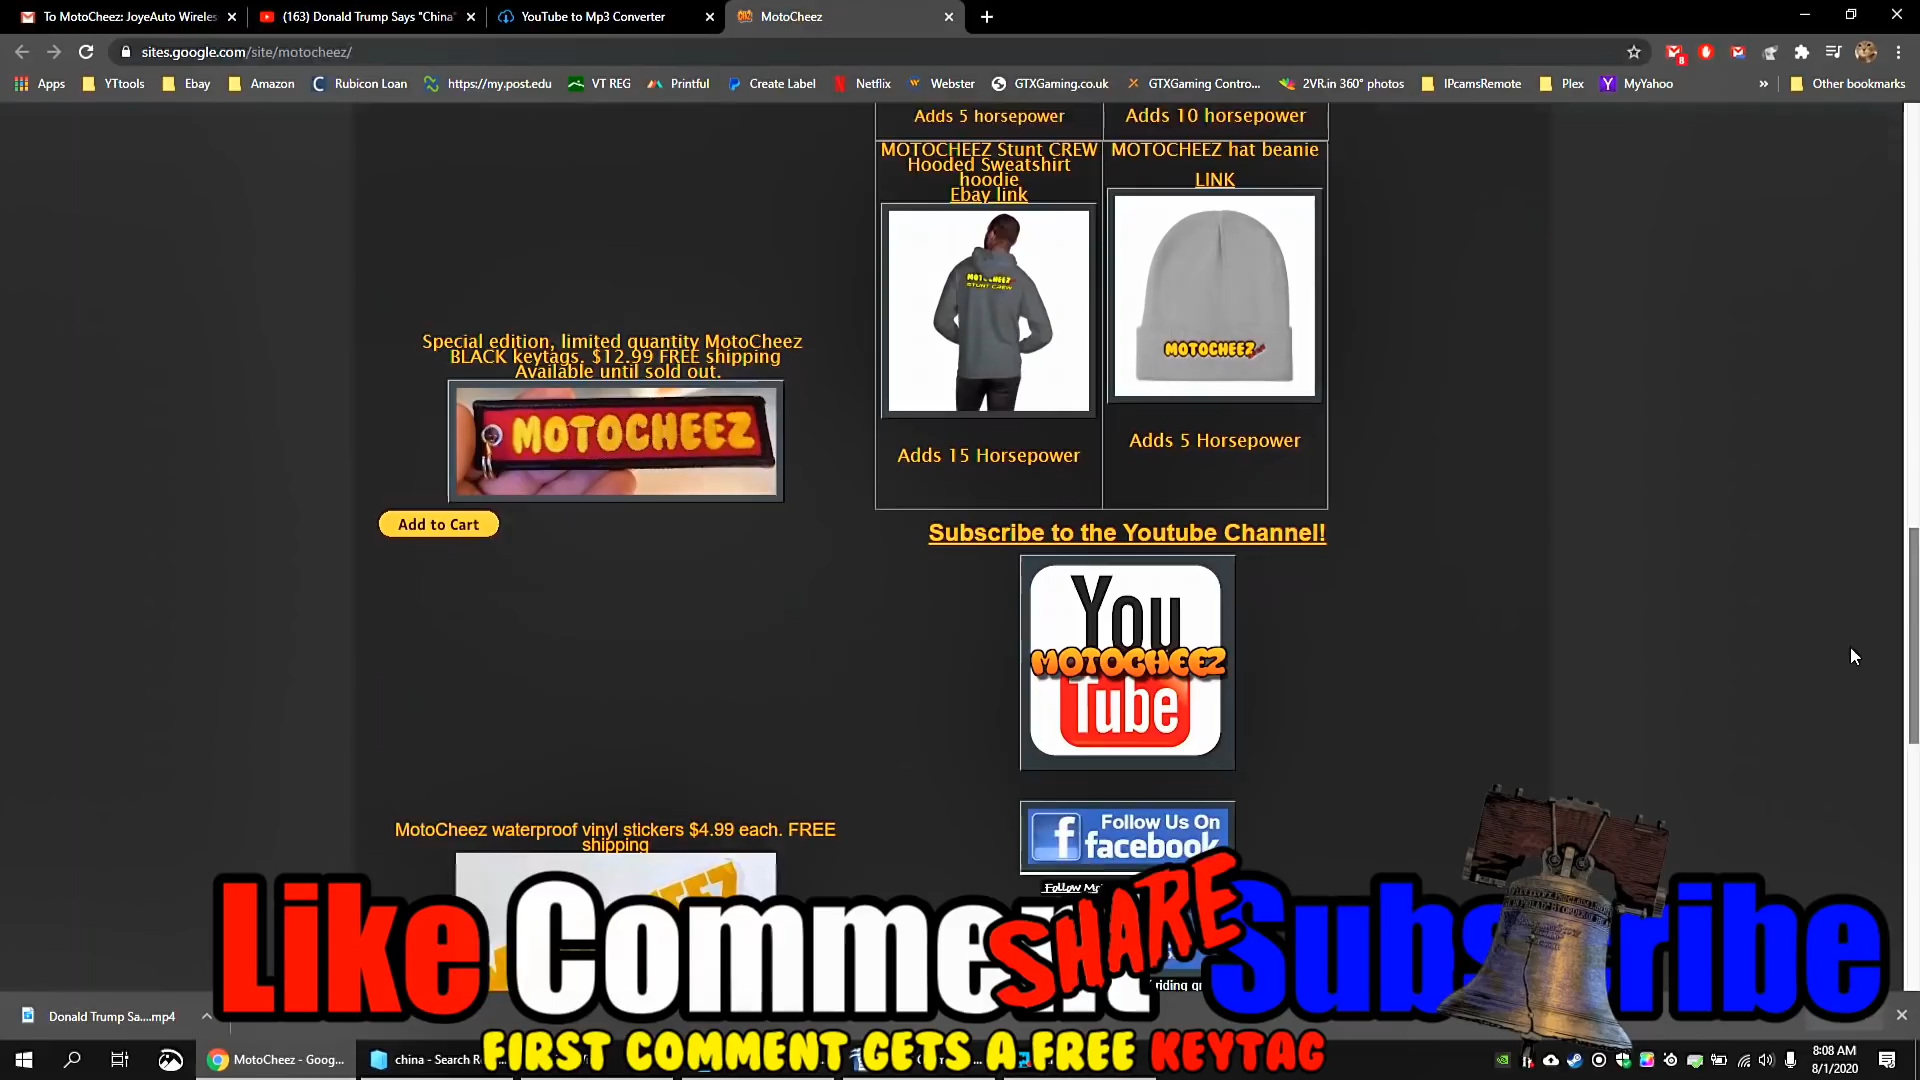 To MotoCheez: JoyeAuto Wireles
(163) Donald Trump Says "China"
YouTube to Mp3 Converter
MotoCheez
sites.google.com/site/motocheez/
8
Apps
YTtools
Ebay
Amazon
Rubicon Loan
https://my.post.edu
VT REG
Printful
Create Label
Netflix
Webster
GTXGaming.co.uk
GTXGaming Contro...
2VR.in 360° photos
IPcamsRemote
Plex
MyYahoo
»
Other bookmarks
Adds 5 horsepower
Adds 10 horsepower
MOTOCHEEZ Stunt CREW
Hooded Sweatshirt
hoodie
Ebay link
MOTOCHEEZ
STUNT CREW
Adds 15 Horsepower
MOTOCHEEZ hat beanie
LINK
MOTOCHEEZ
Adds 5 Horsepower
Special edition, limited quantity MotoCheez
BLACK keytags. $12.99 FREE shipping
Available until sold out.
MOTOCHEEZ
Add to Cart
Subscribe to the Youtube Channel!
You
MOTOCHEEZ
Tube
MotoCheez waterproof vinyl stickers $4.99 each. FREE
shipping
Follow Us On
facebook
Like Comment SHARE Subscribe
FIRST COMMENT GETS A FREE KEYTAG
Donald Trump Sa....mp4
MotoCheez - Goog...
china - Search R
8:08 AM
8/1/2020